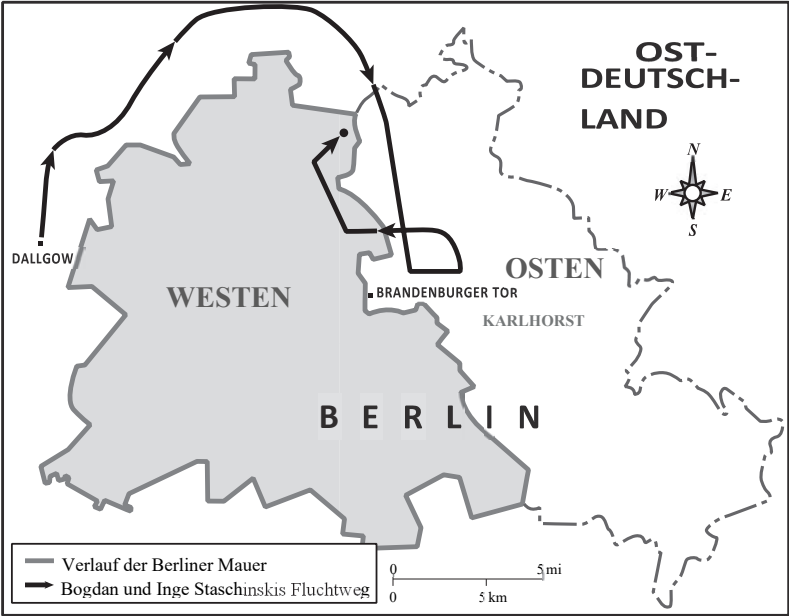 OST-
DEUTSCH-
LAND
N
W E
S
DALLGOW
WESTEN
OSTEN
BRANDENBURGER TOR
KARLHORST
BERLIN
Verlauf der Berliner Mauer
Bogdan und Inge Staschinskis Fluchtweg
0 5 mi
0 5 km